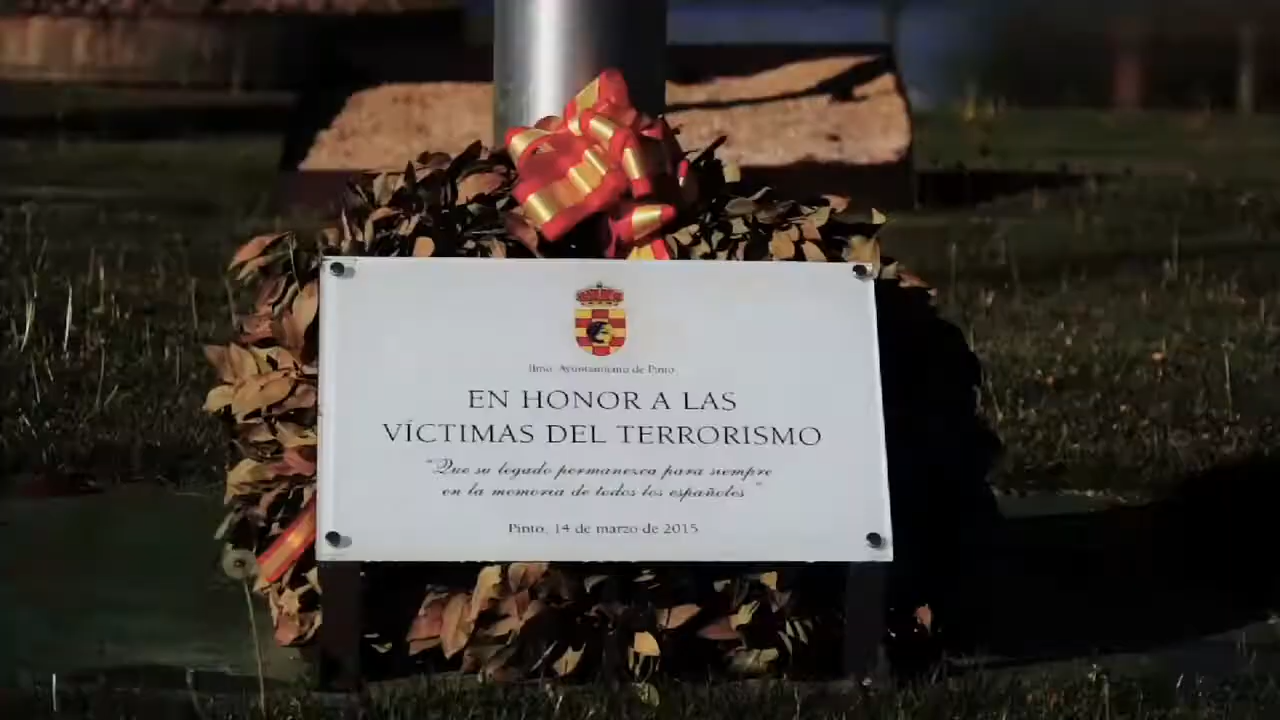 Ilmo. Ayuntamiento de Pinto
EN HONOR A LAS
VÍCTIMAS DEL TERRORISMO
“Que su legado permanezca para siempre
en la memoria de todos los españoles”
Pinto, 14 de marzo de 2015